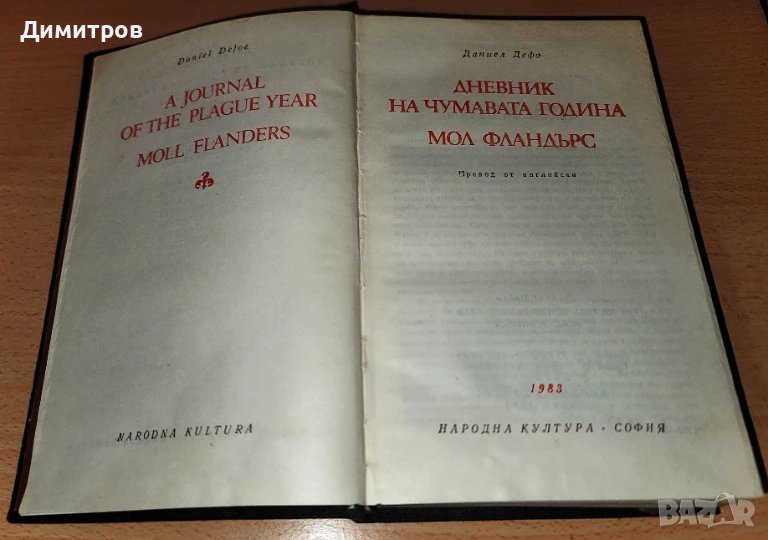 Димитров
Daniel Defoe
A JOURNAL
OF THE PLAGUE YEAR
MOLL FLANDERS
NARODNA KULTURA
Даниел Дефо
ДНЕВНИК
НА ЧУМАВАТА ГОДИНА
МОЛ ФЛАНДЪРС
Превод от английски
1983
НАРОДНА КУЛТУРА • СОФИЯ
BAZAR